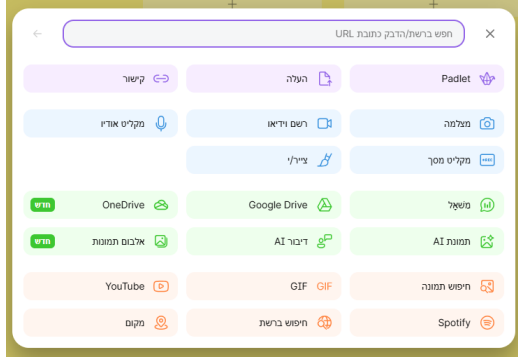 חפש ברשת/הדבק כתובת URL
Padlet
העלה
קישור
מצלמה
רשם וידיאו
מקליט אודיו
מקליט מסך
צייר/י
מִשׁאָל
Google Drive
OneDrive חדש
תמונת AI
דיבור AI
אלבום תמונות חדש
חיפוש תמונה
GIF GIF
YouTube
Spotify
חיפוש ברשת
מקום